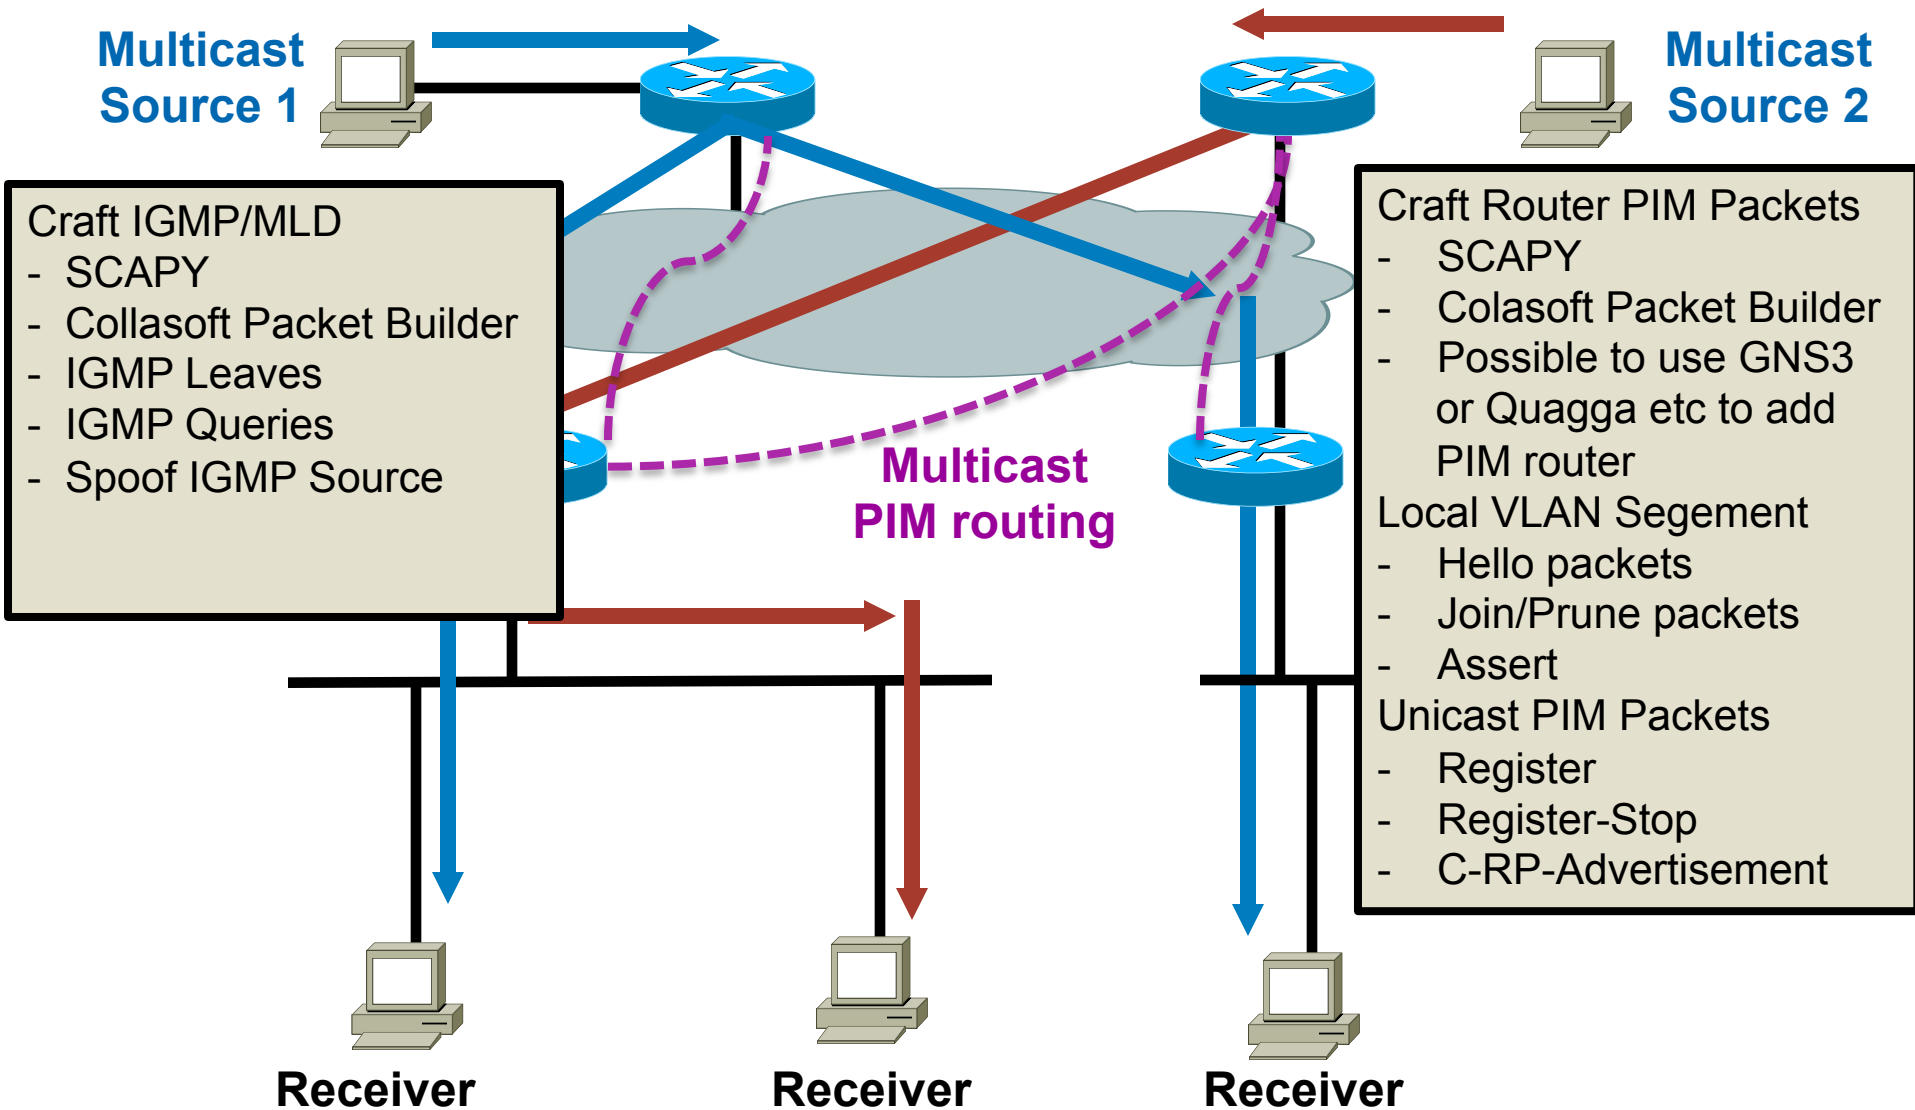 Multicast
Source 1
Multicast
Source 2
Craft IGMP/MLD
- SCAPY
- Collasoft Packet Builder
- IGMP Leaves
- IGMP Queries
- Spoof IGMP Source
Craft Router PIM Packets
- SCAPY
- Colasoft Packet Builder
- Possible to use GNS3
or Quagga etc to add
PIM router
Local VLAN Segement
- Hello packets
- Join/Prune packets
- Assert
Unicast PIM Packets
- Register
- Register-Stop
- C-RP-Advertisement
Multicast
PIM routing
Receiver
Receiver
Receiver